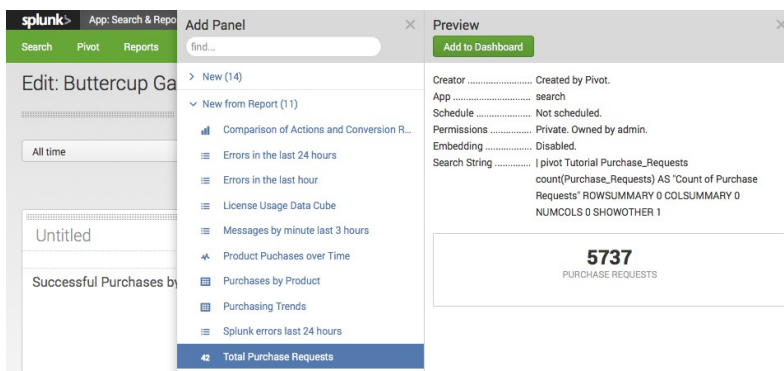 splunk> App: Search & Repo
Search Pivot Reports
Edit: Buttercup Ga
All time
Untitled
Successful Purchases by
Add Panel
find...
New (14)
New from Report (11)
Comparison of Actions and Conversion R...
Errors in the last 24 hours
Errors in the last hour
License Usage Data Cube
Messages by minute last 3 hours
Product Puchases over Time
Purchases by Product
Purchasing Trends
Splunk errors last 24 hours
42 Total Purchase Requests
Preview
Add to Dashboard
Creator ........................ Created by Pivot.
App ............................. search
Schedule ..................... Not scheduled.
Permissions ............... Private. Owned by admin.
Embedding ................. Disabled.
Search String ............. | pivot Tutorial Purchase_Requests
count(Purchase_Requests) AS "Count of Purchase
Requests" ROWSUMMARY 0 COLSUMMARY 0
NUMCOLS 0 SHOWOTHER 1
5737
PURCHASE REQUESTS